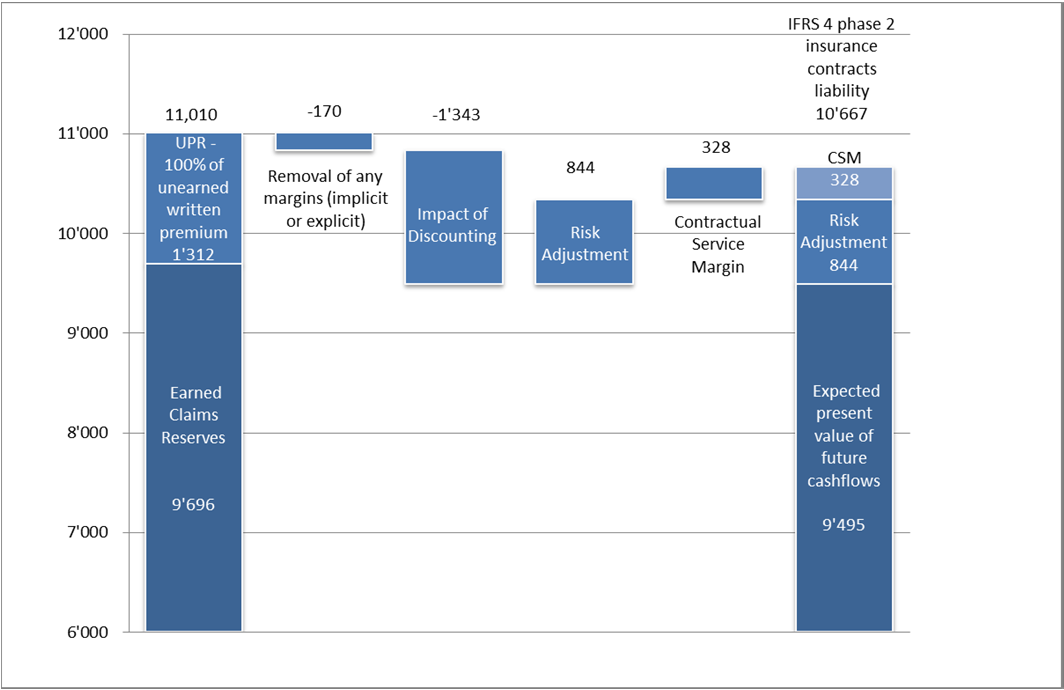 IFRS 4 phase 2
insurance
contracts
liability
10'667
12'000
11'000
10'000
9'000
8'000
7'000
6'000
11,010
UPR -
100% of
unearned
written
premium
1'312
Earned
Claims
Reserves
9'696
-170
Removal of any
margins (implicit
or explicit)
-1'343
Impact of
Discounting
844
Risk
Adjustment
328
Contractual
Service
Margin
CSM
328
Risk
Adjustment
844
Expected
present
value of
future
cashflows
9'495